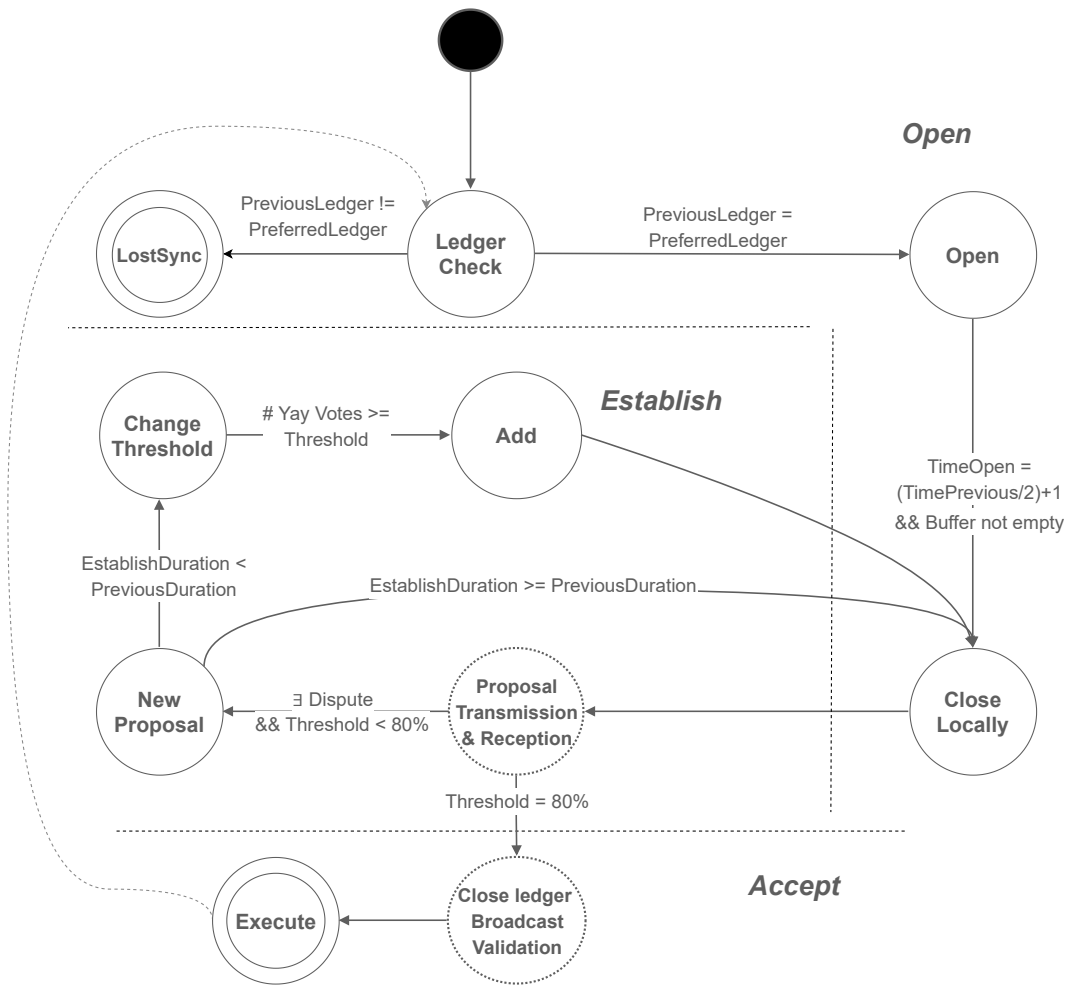 Open
PreviousLedger !=
PreferredLedger
PreviousLedger =
PreferredLedger
LostSync
Ledger
Check
Open
Establish
Change
Threshold
# Yay Votes >=
Threshold
Add
TimeOpen =
(TimePrevious/2)+1
&& Buffer not empty
EstablishDuration <
PreviousDuration
EstablishDuration >= PreviousDuration
New
Proposal
∃ Dispute
&& Threshold < 80%
Proposal
Transmission
& Reception
Close
Locally
Threshold = 80%
Accept
Execute
Close ledger
Broadcast
Validation